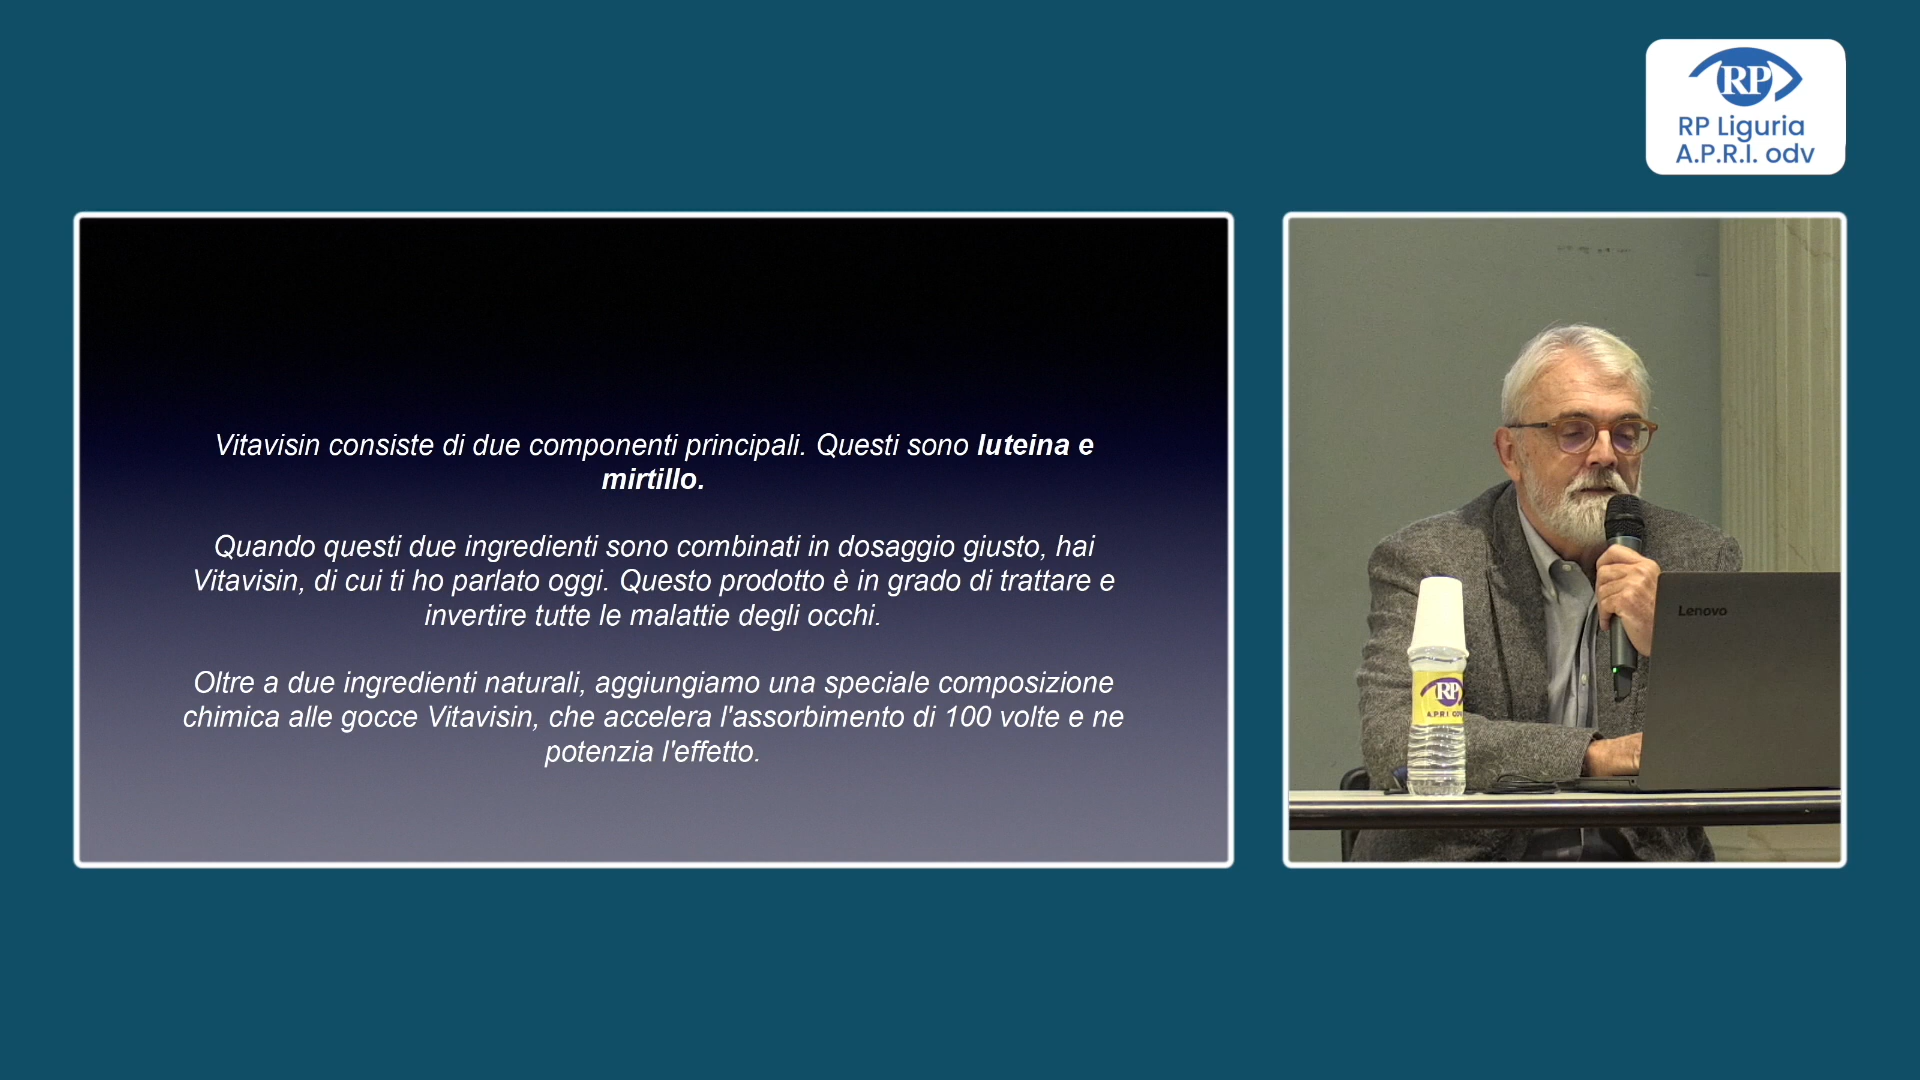 RP
RP Liguria
A.P.R.I. odv
Vitavisin consiste di due componenti principali. Questi sono luteina e
mirtillo.
Quando questi due ingredienti sono combinati in dosaggio giusto, hai
Vitavisin, di cui ti ho parlato oggi. Questo prodotto è in grado di trattare e
invertire tutte le malattie degli occhi.
Oltre a due ingredienti naturali, aggiungiamo una speciale composizione
chimica alle gocce Vitavisin, che accelera l'assorbimento di 100 volte e ne
potenzia l'effetto.
Lenovo
RP
A.P.R.I. ODV